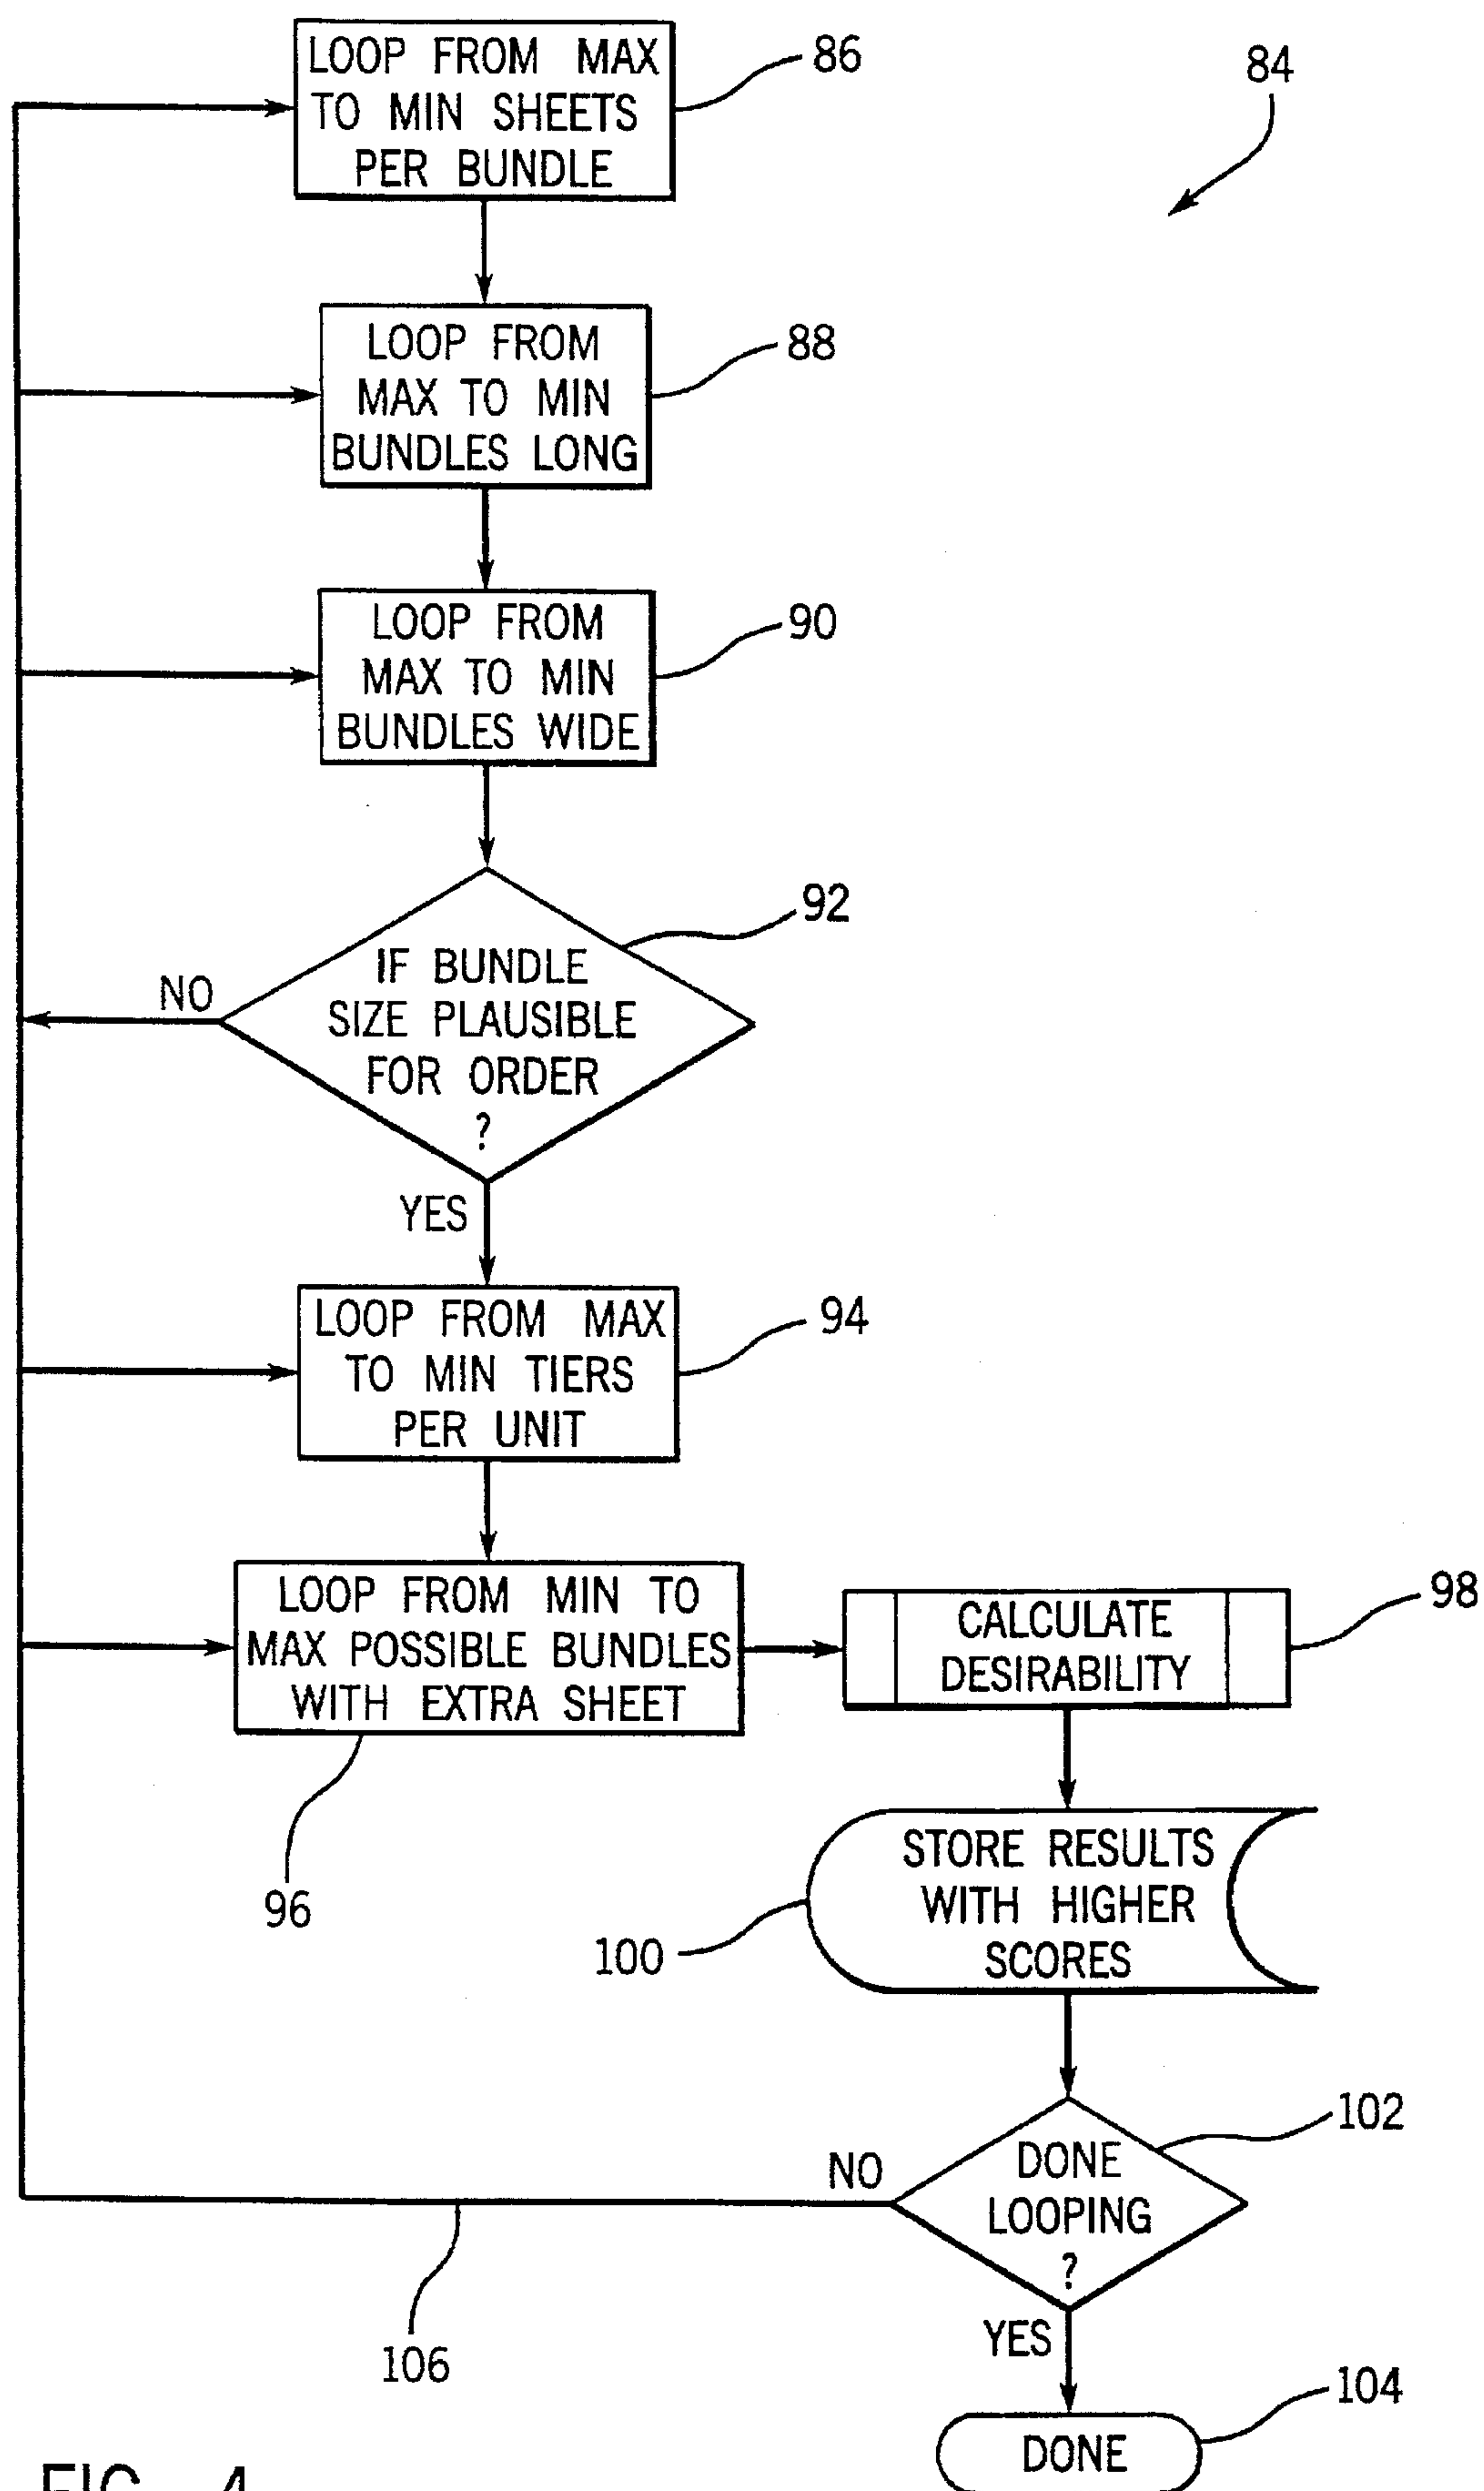 LOOP FROM MAX
TO MIN SHEETS
PER BUNDLE
86
84
LOOP FROM
MAX TO MIN
BUNDLES LONG
88
LOOP FROM
MAX TO MIN
BUNDLES WIDE
90
IF BUNDLE
SIZE PLAUSIBLE
FOR ORDER
?
92
NO
YES
LOOP FROM MAX
TO MIN TIERS
PER UNIT
94
LOOP FROM MIN TO
MAX POSSIBLE BUNDLES
WITH EXTRA SHEET
96
CALCULATE
DESIRABILITY
98
STORE RESULTS
WITH HIGHER
SCORES
100
DONE
LOOPING
?
102
NO
106
YES
DONE
104
FIG. 4